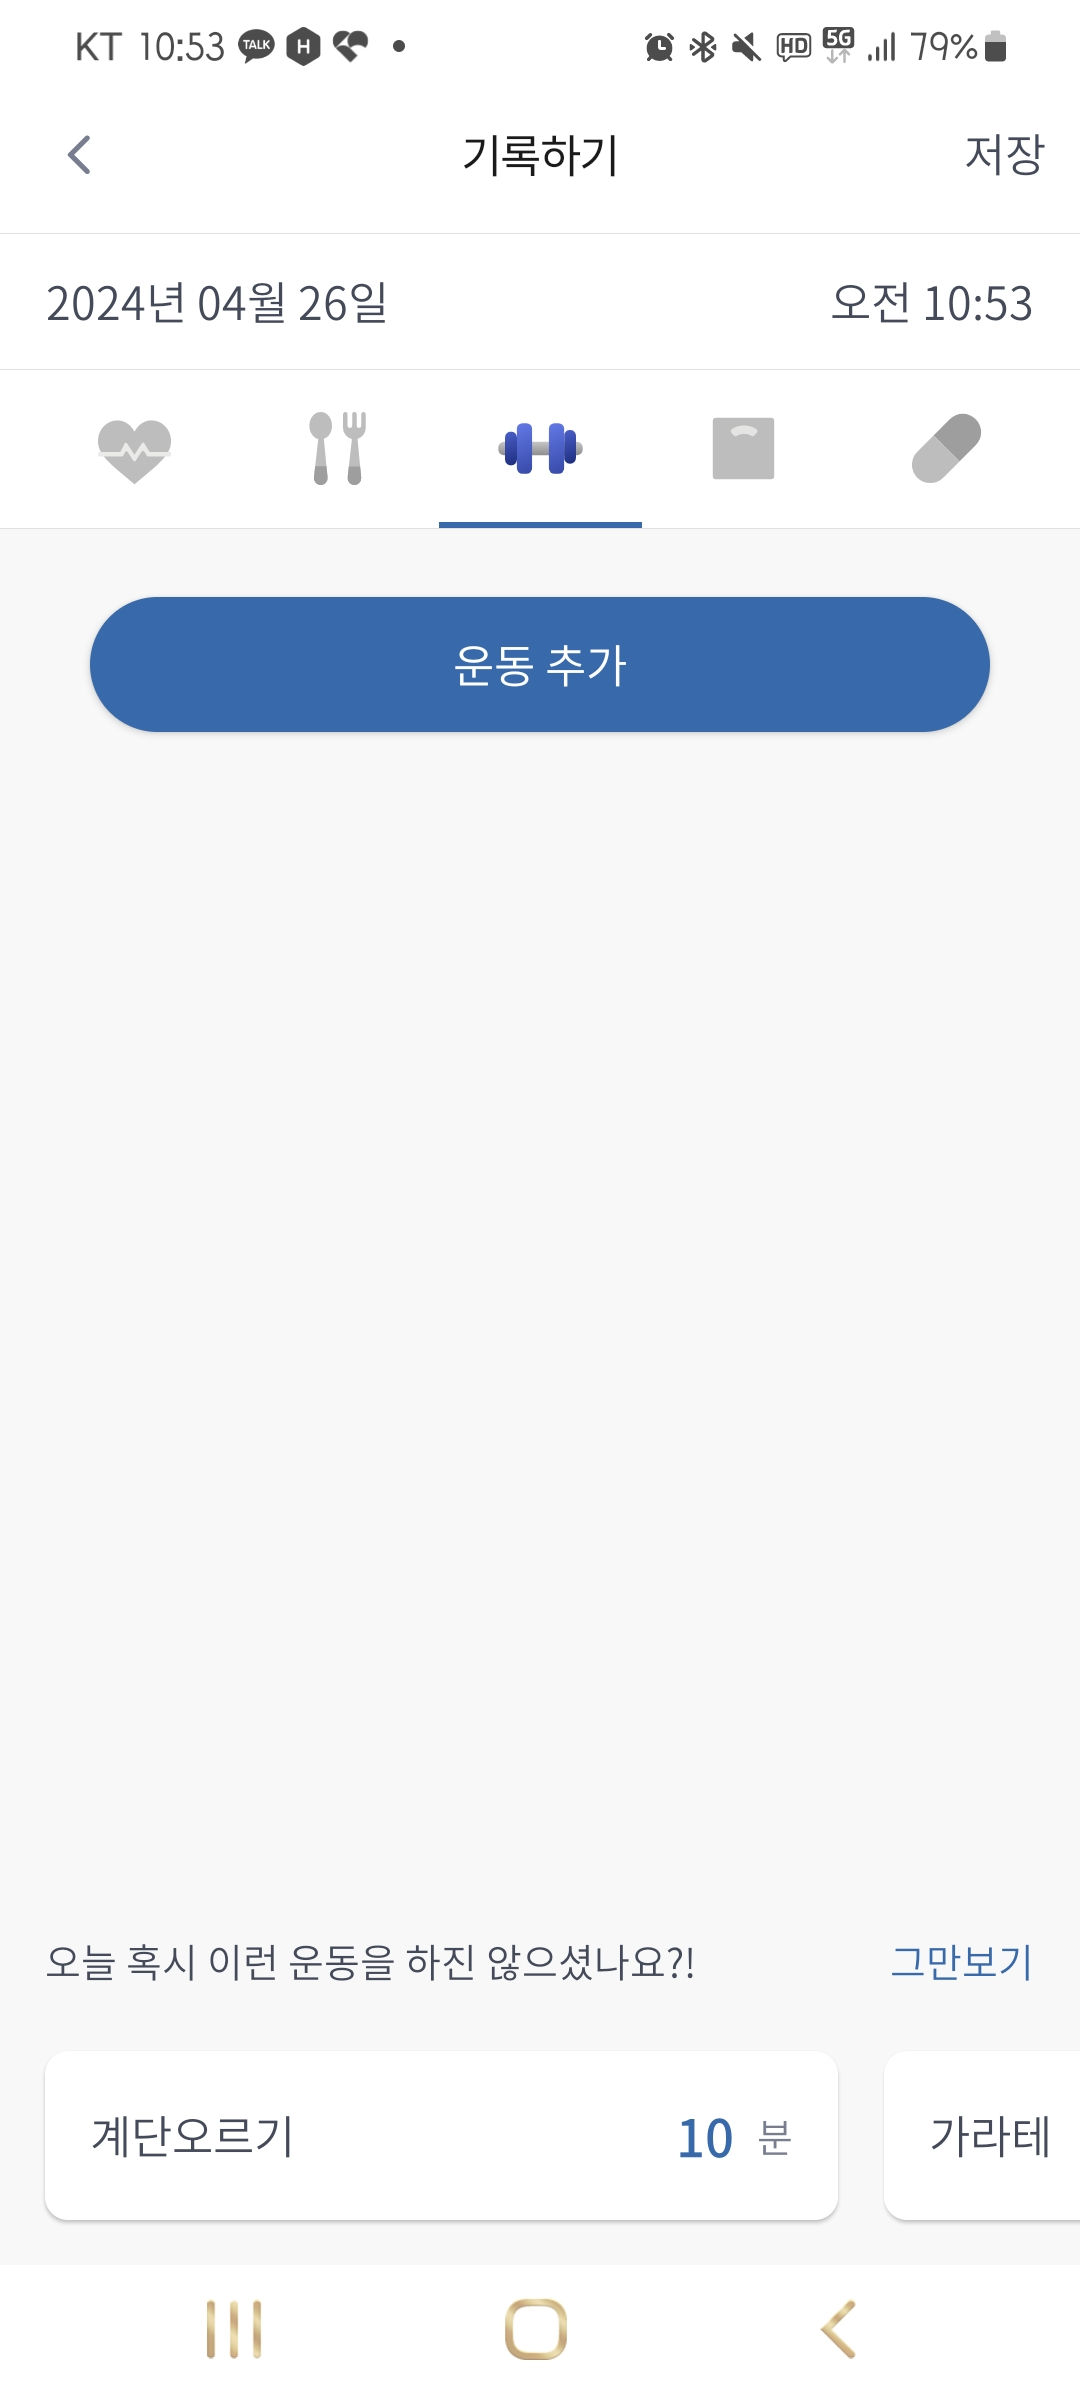 KT 10:53 TALK H HD 5G 79%
기록하기 저장
2024년 04월 26일 오전 10:53
운동 추가
오늘 혹시 이런 운동을 하진 않으셨나요?! 그만보기
계단오르기 10 분 가라테